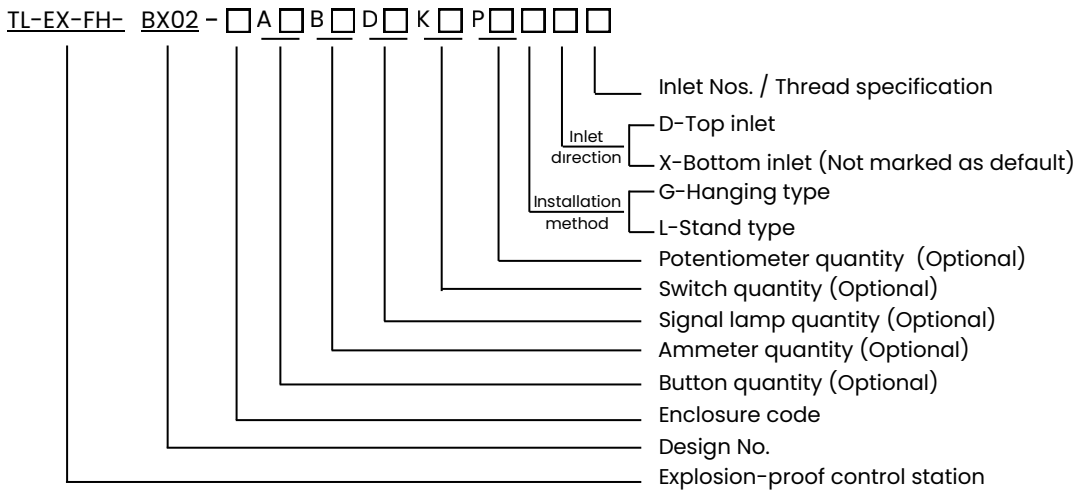 TL-EX-FH- BX02-□A□B□D□K□P□□□□
Inlet Nos. / Thread specification
D-Top inlet
Inlet
direction
X-Bottom inlet (Not marked as default)
G-Hanging type
Installation
method
L-Stand type
Potentiometer quantity (Optional)
Switch quantity (Optional)
Signal lamp quantity (Optional)
Ammeter quantity (Optional)
Button quantity (Optional)
Enclosure code
Design No.
Explosion-proof control station